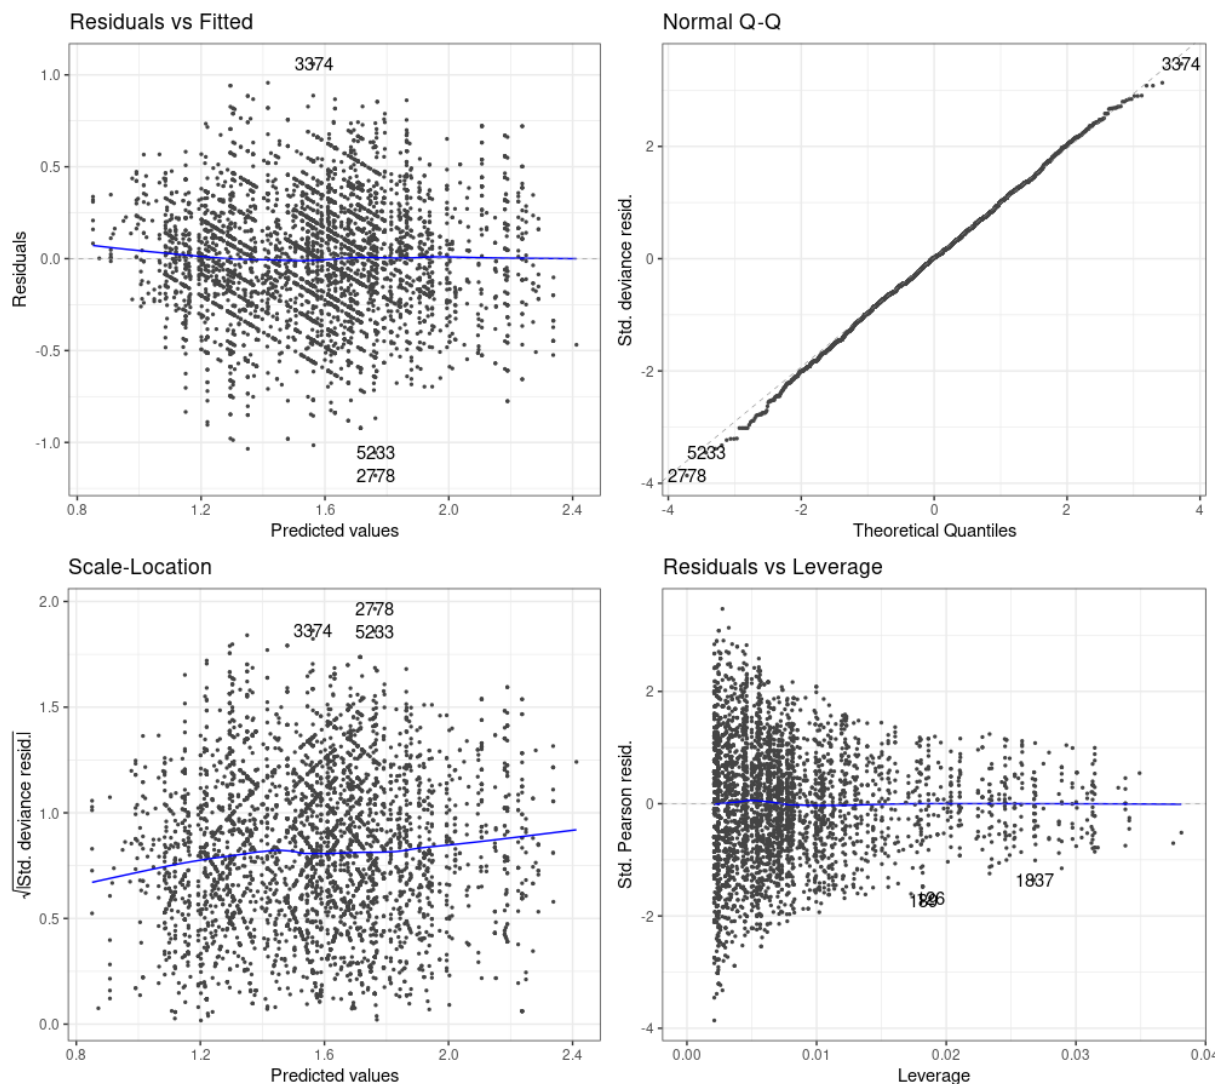 Residuals vs Fitted
Residuals
1.0
0.5
0.0
-0.5
-1.0
3374
5233
2778
0.8 1.2 1.6 2.0 2.4
Predicted values
Normal Q-Q
Std. deviance resid.
2
0
-2
-4
3374
5233
2778
-4 -2 0 2 4
Theoretical Quantiles
Scale-Location
√|Std. deviance resid.|
2.0
1.5
1.0
0.5
0.0
2778
3374
5233
0.8 1.2 1.6 2.0 2.4
Predicted values
Residuals vs Leverage
Std. Pearson resid.
2
0
-2
-4
1837
0.00 0.01 0.02 0.03 0.04
Leverage